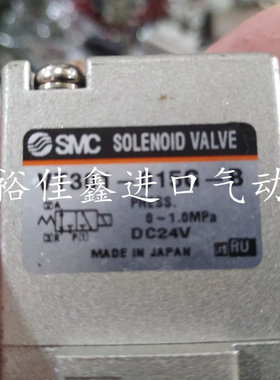 SMC SOLENOID VALVE
裕佳鑫进口气动
PRESS.
0~1.0MPa
DC24V
MADE IN JAPAN